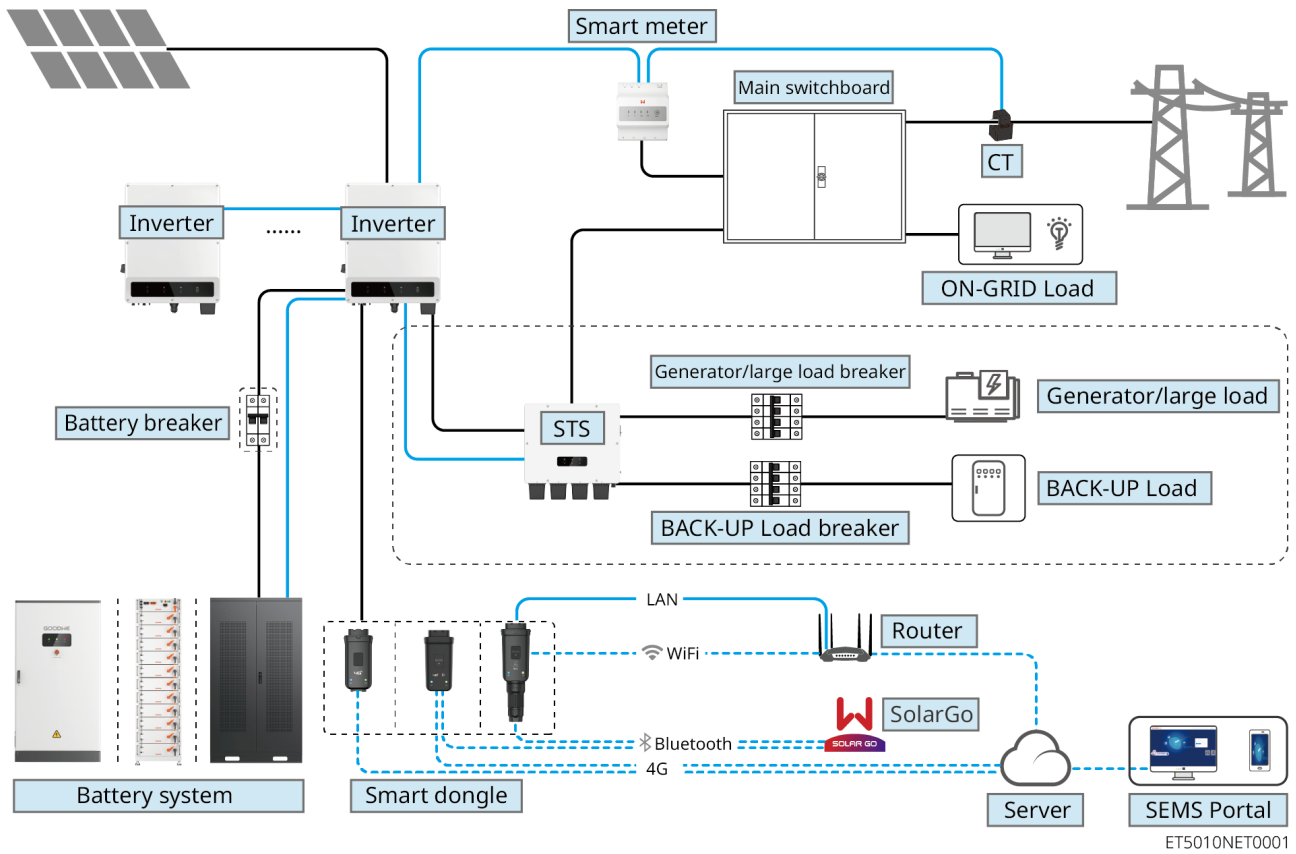 Smart meter
Main switchboard
CT
Inverter
......
Inverter
ON-GRID Load
Generator/large load breaker
Generator/large load
Battery breaker
STS
BACK-UP Load
BACK-UP Load breaker
LAN
GOODWE
Router
WiFi
4G
SolarGo
Bluetooth
SOLAR GO
4G
Battery system
Smart dongle
Server
SEMS Portal
ET5010NET0001